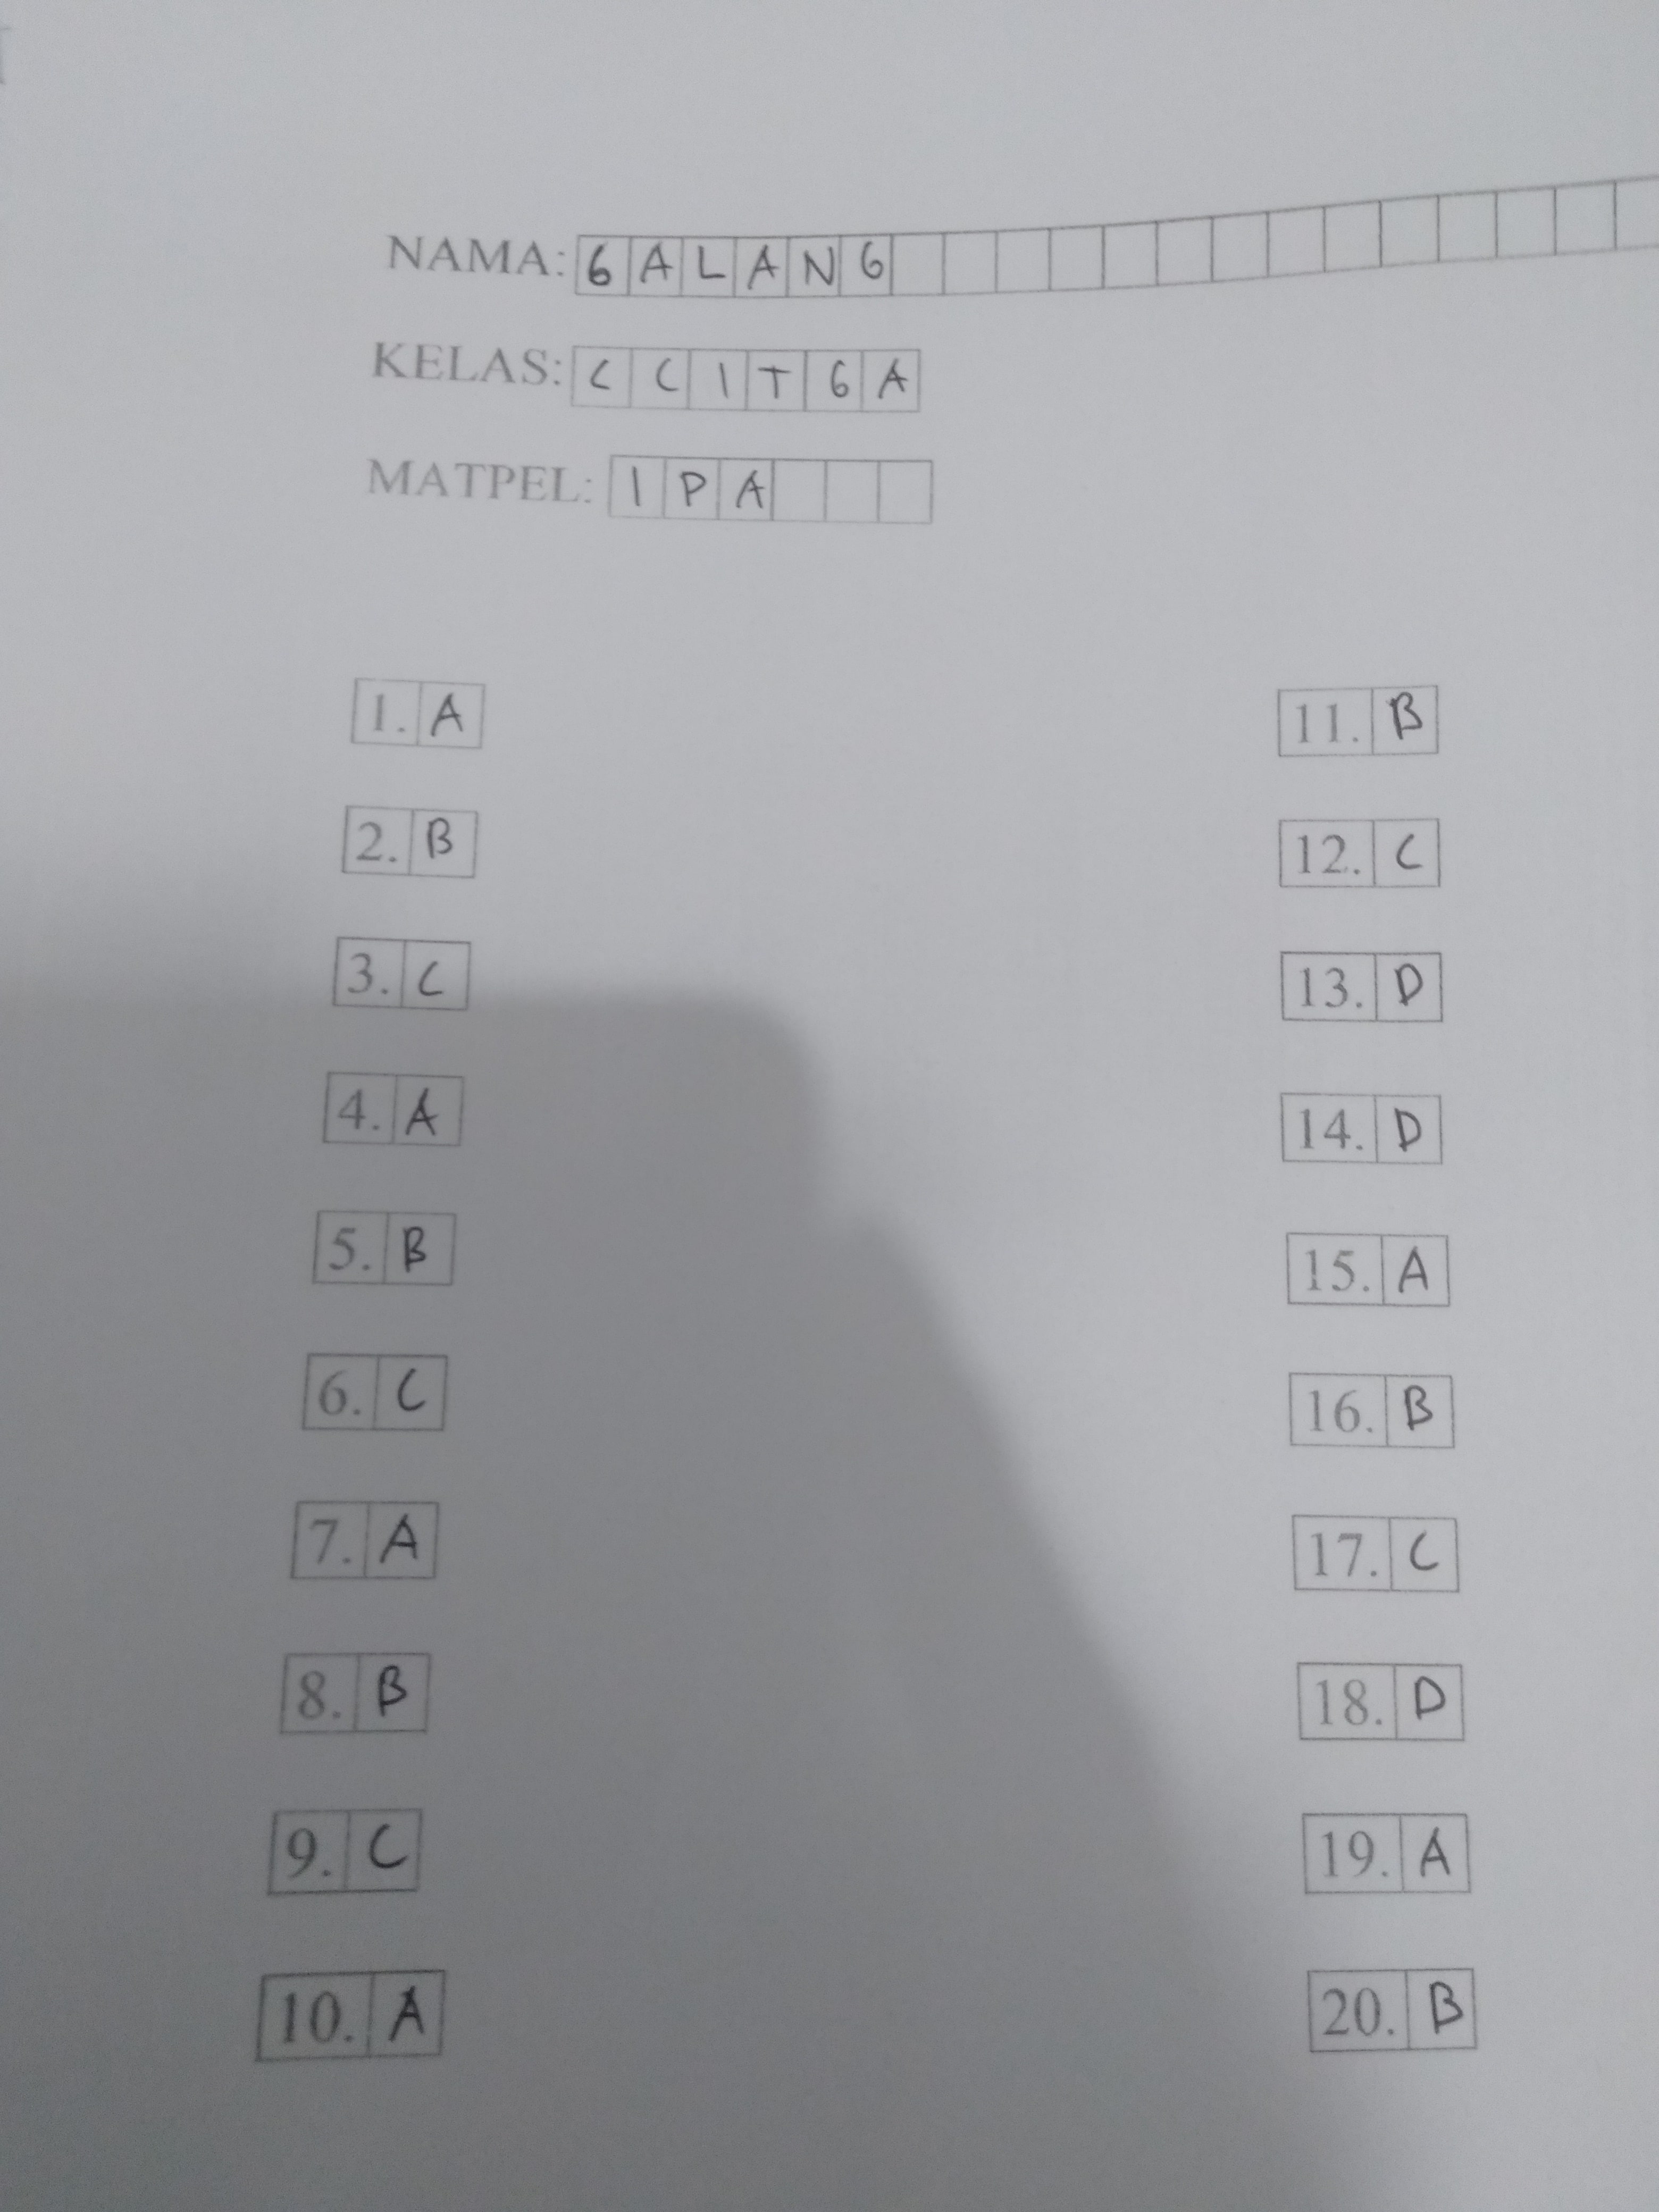 NAMA: GALANG
KELAS: CCIT6A
MATPEL: IPA
1. A
2. B
3. C
4. A
5. B
6. C
7. A
8. B
9. C
10. A
11. B
12. C
13. D
14. D
15. A
16. B
17. C
18. D
19. A
20. B